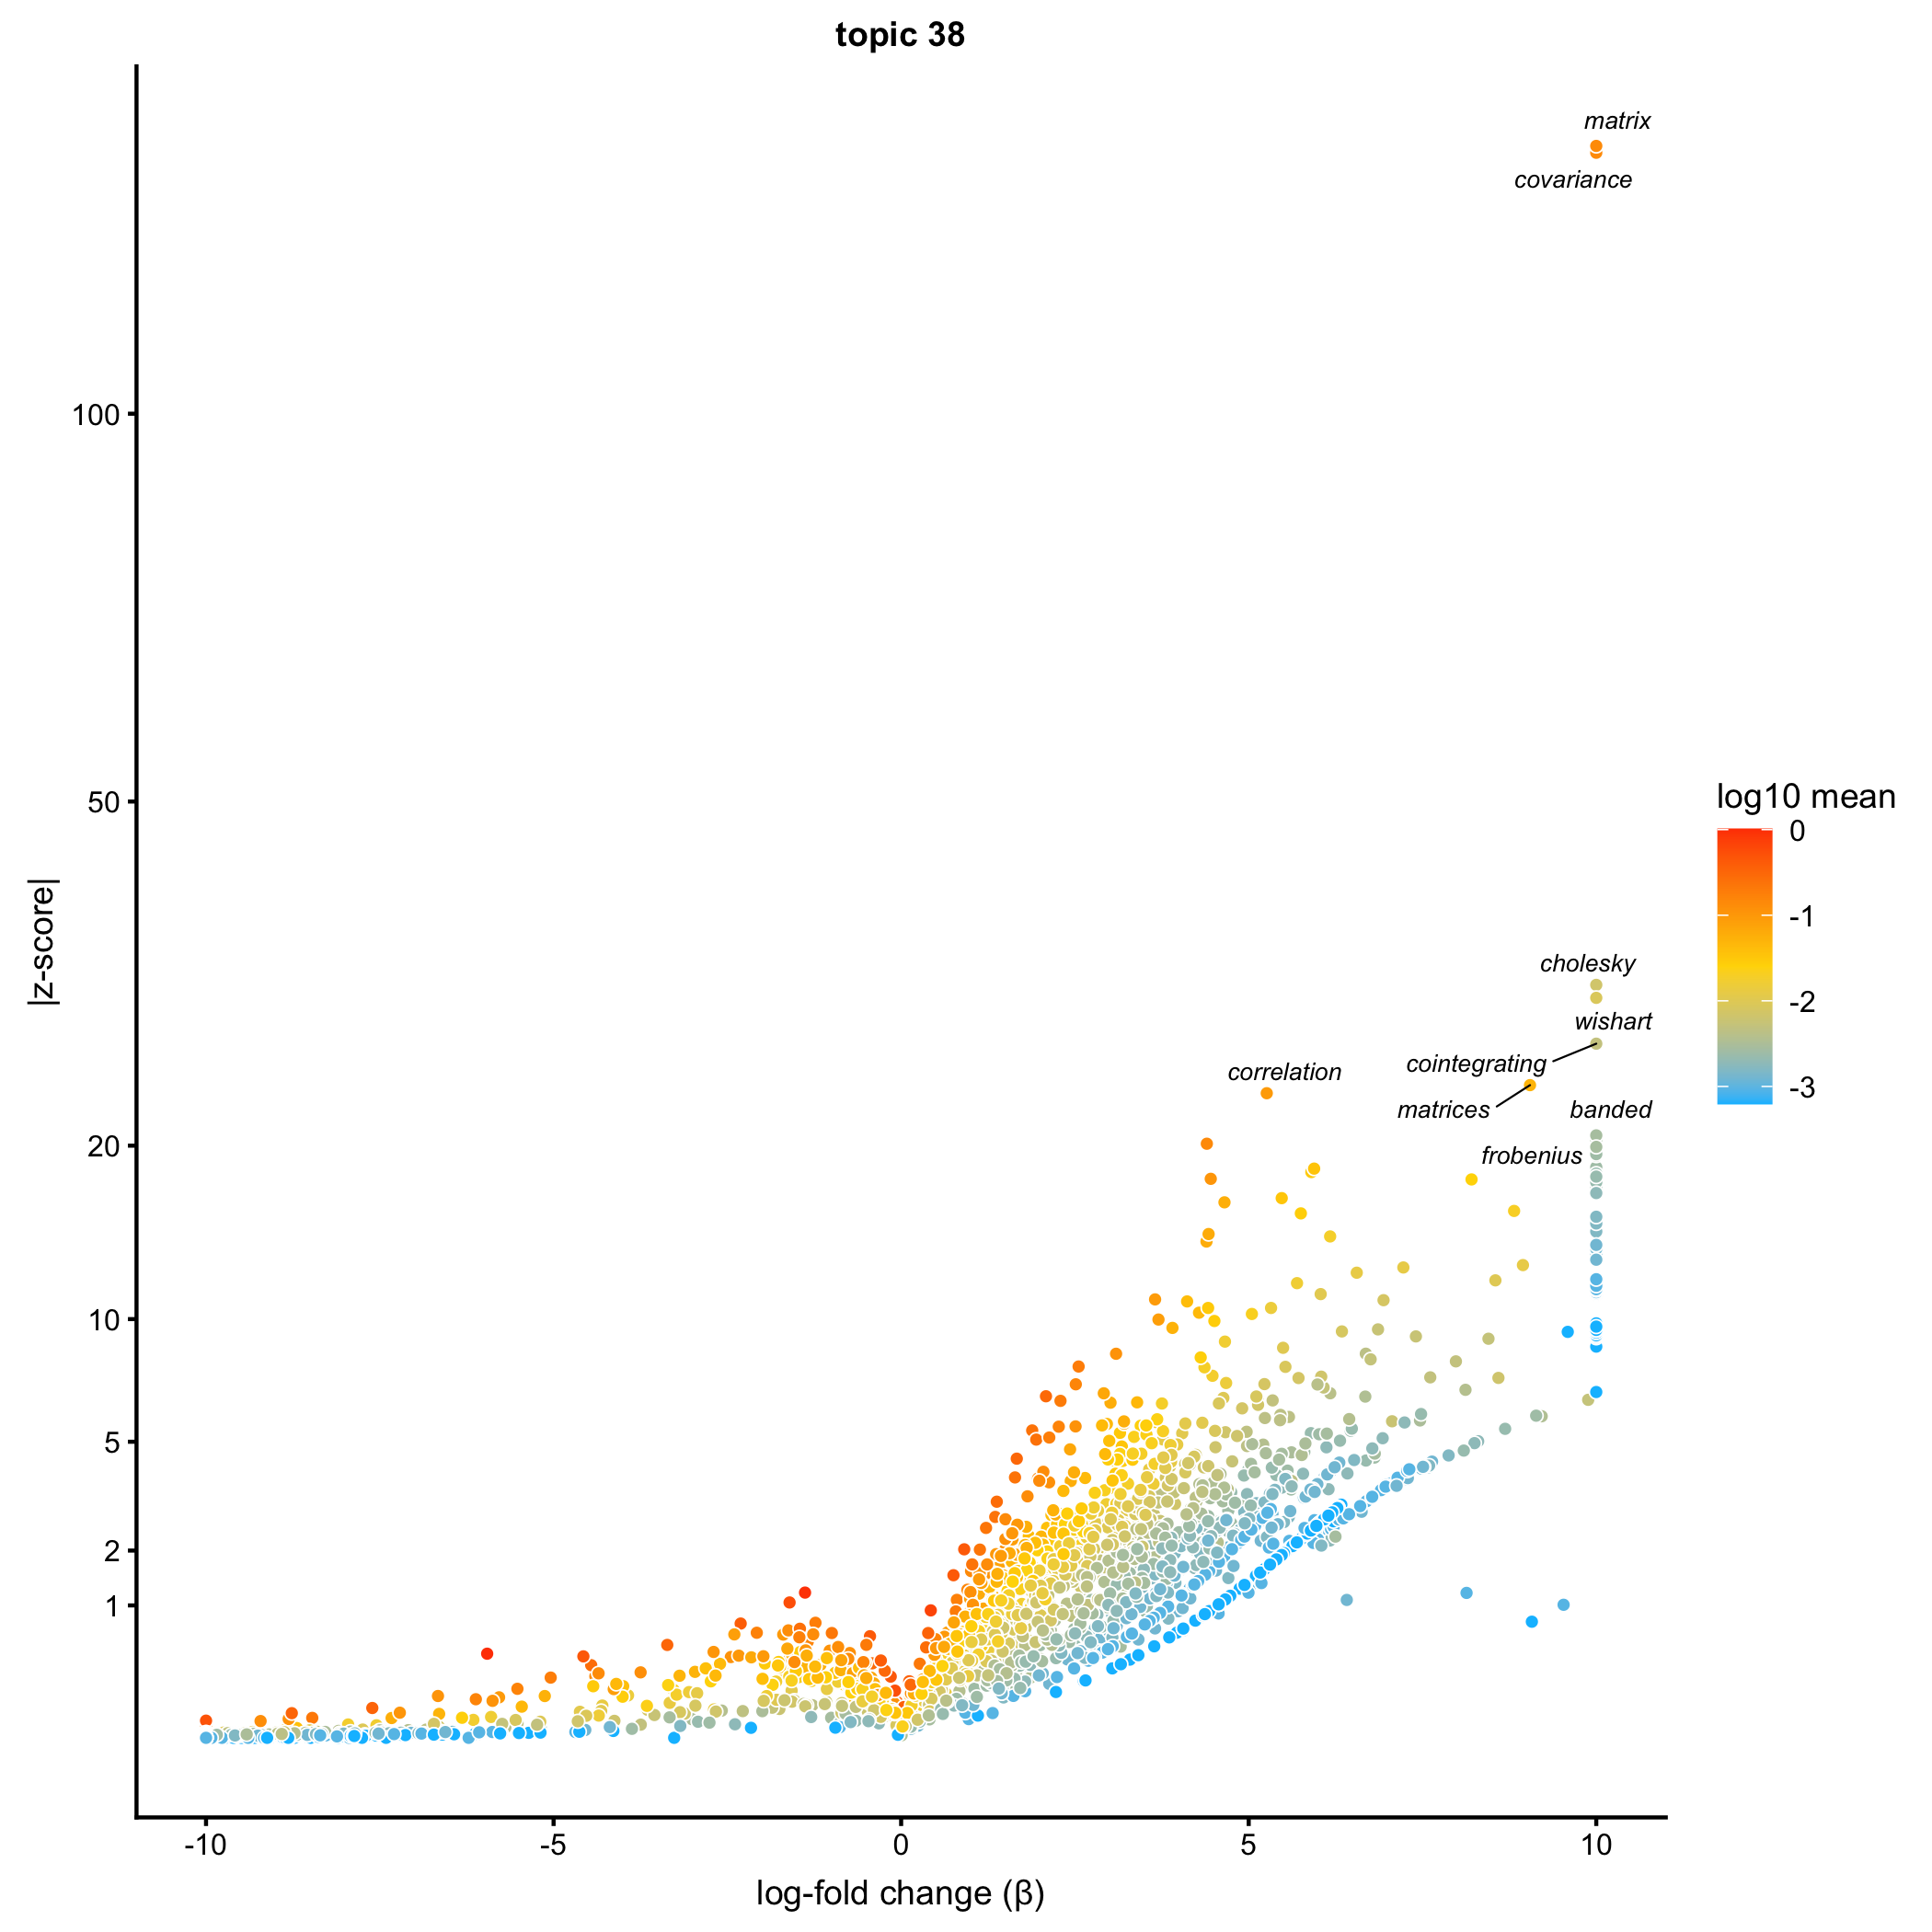 topic 38
matrix
covariance
100
50
|z-score|
log10 mean
0
-1
-2
-3
cholesky
wishart
cointegrating
correlation
matrices
banded
frobenius
20
10
5
2
1
-10
-5
0
5
10
log-fold change (β)